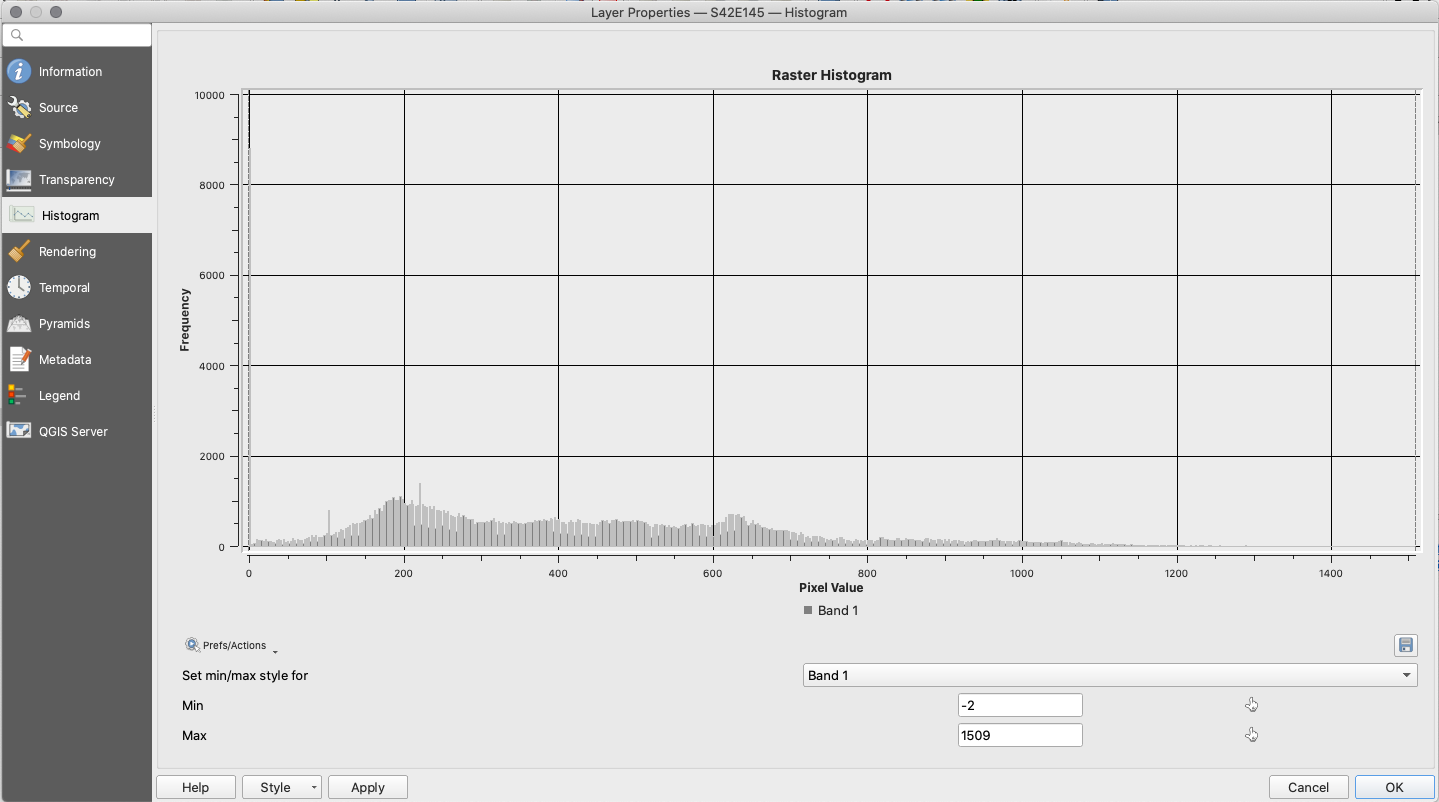 Layer Properties — S42E145 — Histogram
Information
Source
Symbology
Transparency
Histogram
Rendering
Temporal
Pyramids
Metadata
Legend
QGIS Server
Raster Histogram
Frequency
10000
8000
6000
4000
2000
0
0 200 400 600 800 1000 1200 1400
Pixel Value
Band 1
Prefs/Actions
Set min/max style for Band 1
Min -2
Max 1509
Help Style Apply Cancel OK